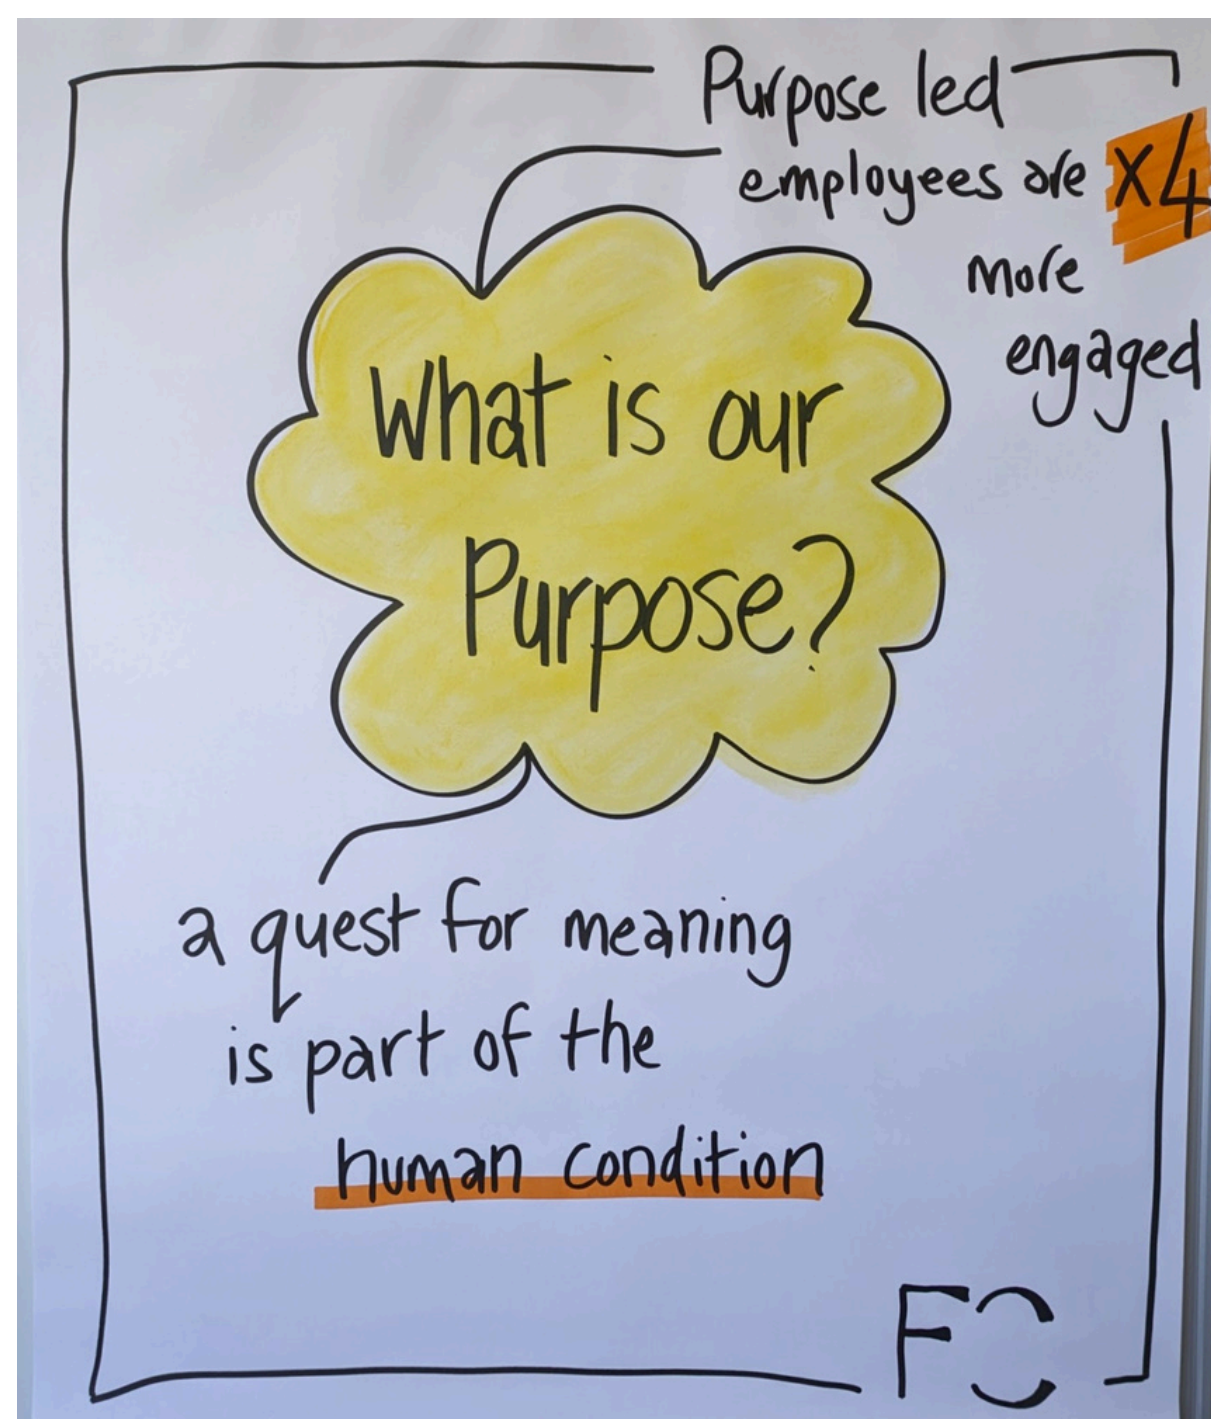 Purpose led
employees are x4
more
engaged
What is our
Purpose?
a quest for meaning
is part of the
human condition